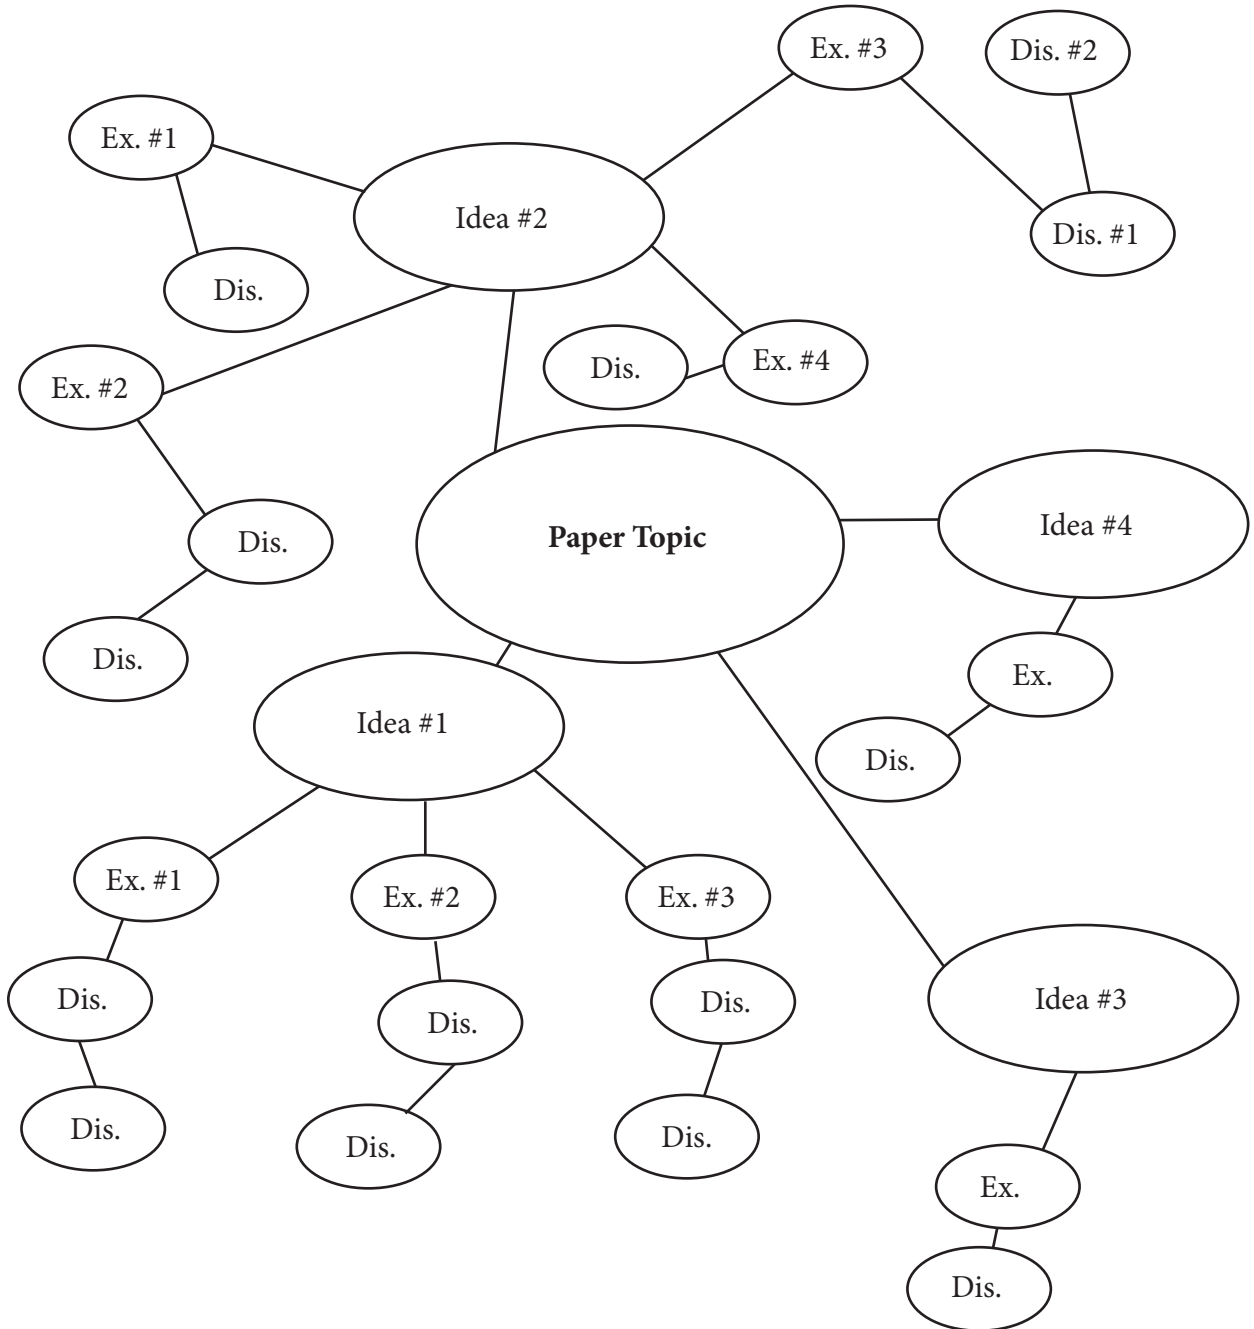 Ex. #3
Dis. #2
Ex. #1
Idea #2
Dis. #1
Dis.
Ex. #4
Dis.
Ex. #2
Idea #4
Paper Topic
Dis.
Dis.
Ex.
Idea #1
Dis.
Ex. #1
Ex. #2
Ex. #3
Dis.
Dis.
Dis.
Idea #3
Dis.
Dis.
Dis.
Ex.
Dis.